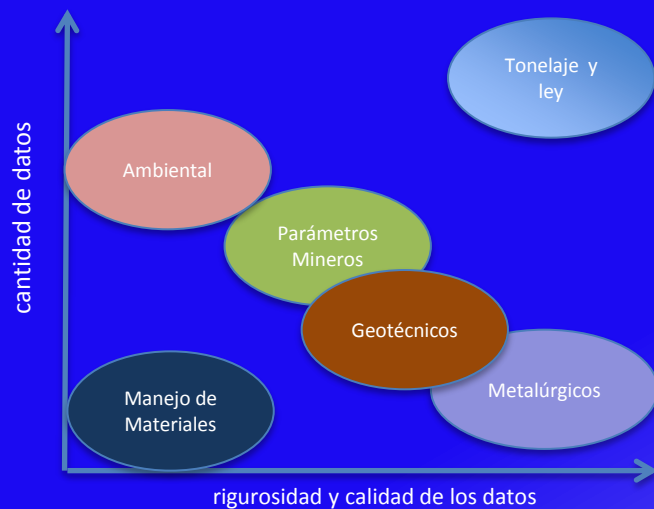 Tonelaje y
ley
Ambiental
Parámetros
Mineros
Geotécnicos
Metalúrgicos
Manejo de
Materiales
cantidad de datos
rigurosidad y calidad de los datos